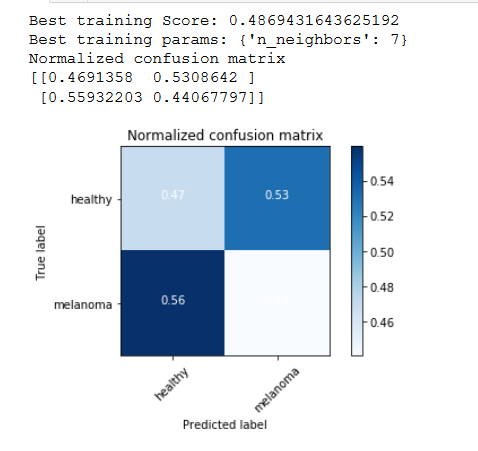 Best training Score: 0.4869431643625192
Best training params: {'n_neighbors': 7}
Normalized confusion matrix
[[0.4691358  0.5308642 ]
 [0.55932203 0.44067797]]
Normalized confusion matrix
healthy 0.47 0.53
melanoma 0.56
0.54
0.52
0.50
0.48
0.46
True label
healthy melanoma
Predicted label